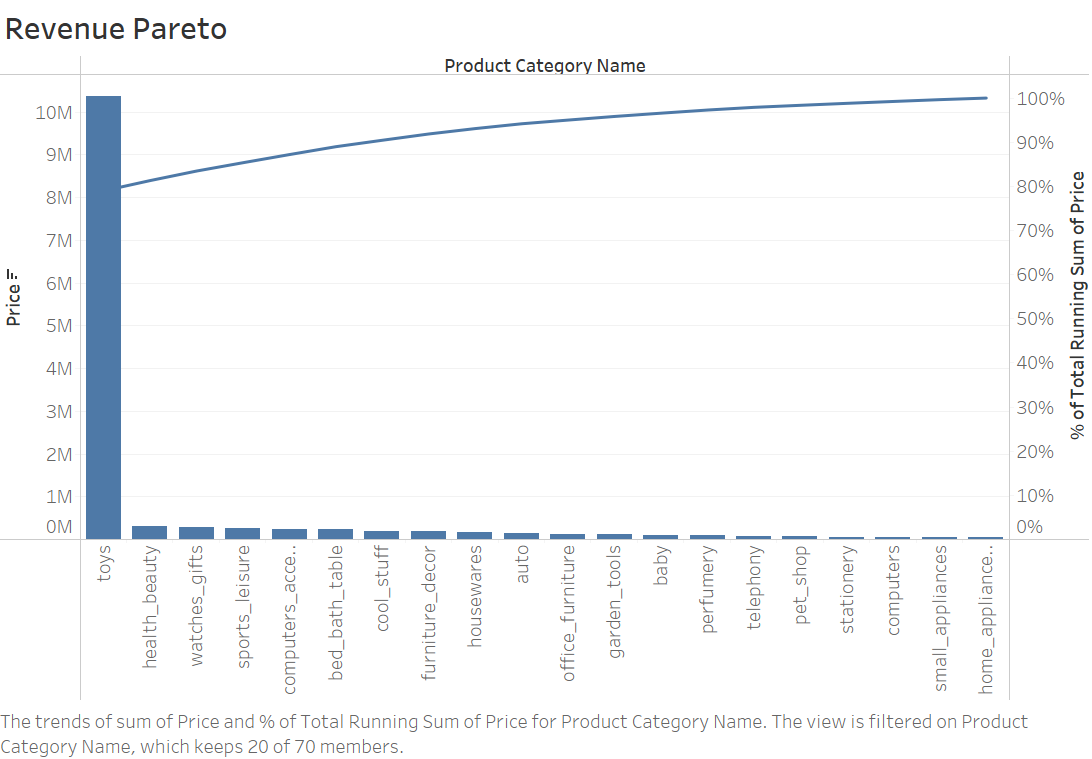 Revenue Pareto
Product Category Name
Price
10M
9M
8M
7M
6M
5M
4M
3M
2M
1M
0M
100%
90%
80%
70%
60%
50%
40%
30%
20%
10%
0%
% of Total Running Sum of Price
toys
health_beauty
watches_gifts
sports_leisure
computers_acce..
bed_bath_table
cool_stuff
furniture_decor
housewares
auto
office_furniture
garden_tools
baby
perfumery
telephony
pet_shop
stationery
computers
small_appliances
home_appliance..
The trends of sum of Price and % of Total Running Sum of Price for Product Category Name. The view is filtered on Product
Category Name, which keeps 20 of 70 members.